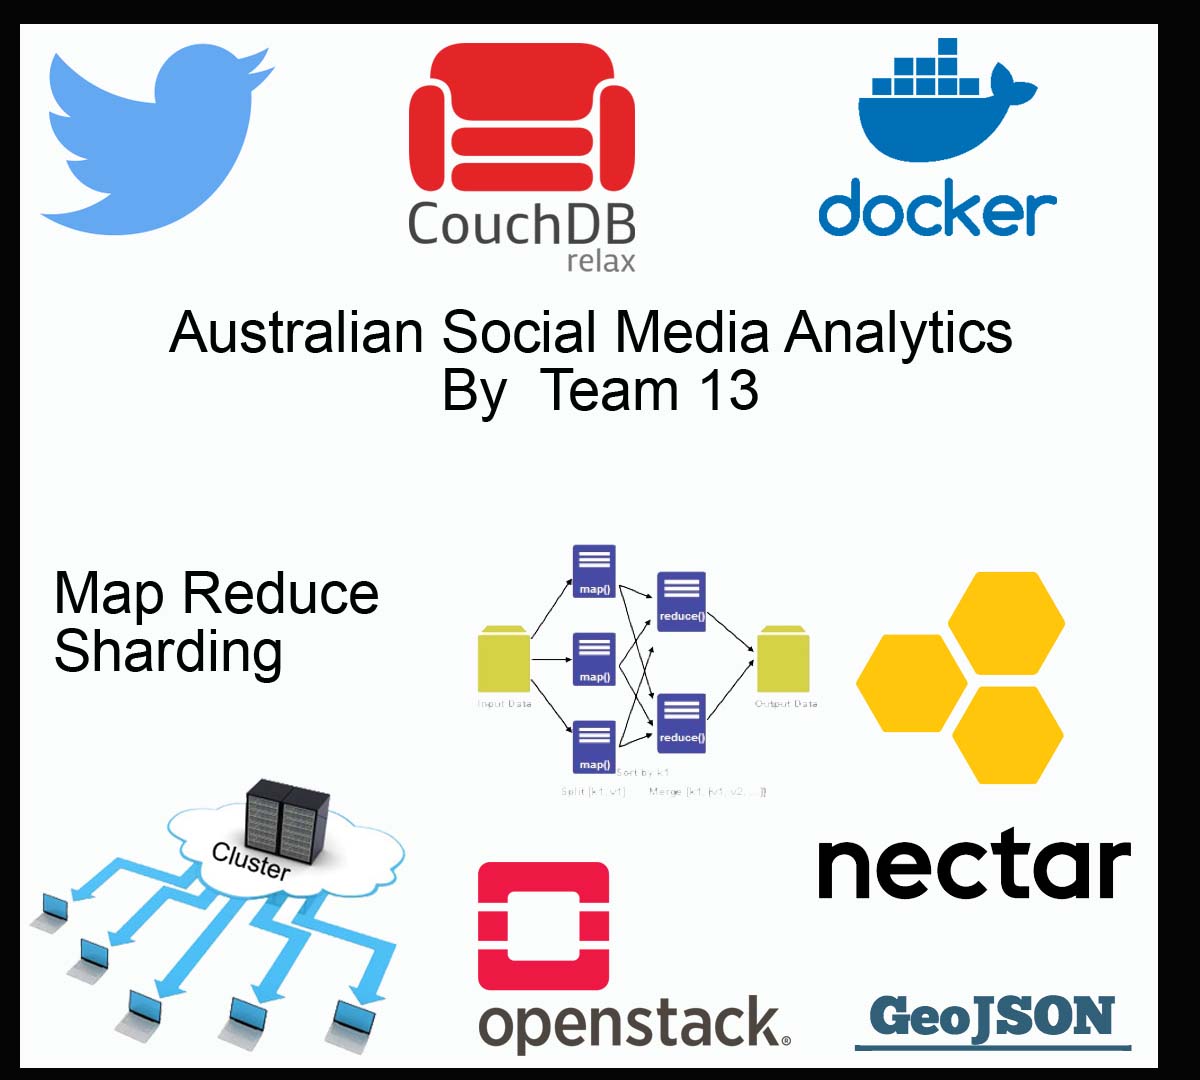 CouchDB
relax
docker
Australian Social Media Analytics
By Team 13
Map Reduce
Sharding
map()
reduce()
map()
Input Data
Output Data
reduce()
map()
Sort by k1
Split [k1, v1]
Merge [k1, [v1, v2, ...]]
Cluster
nectar
openstack.®
GeoJSON